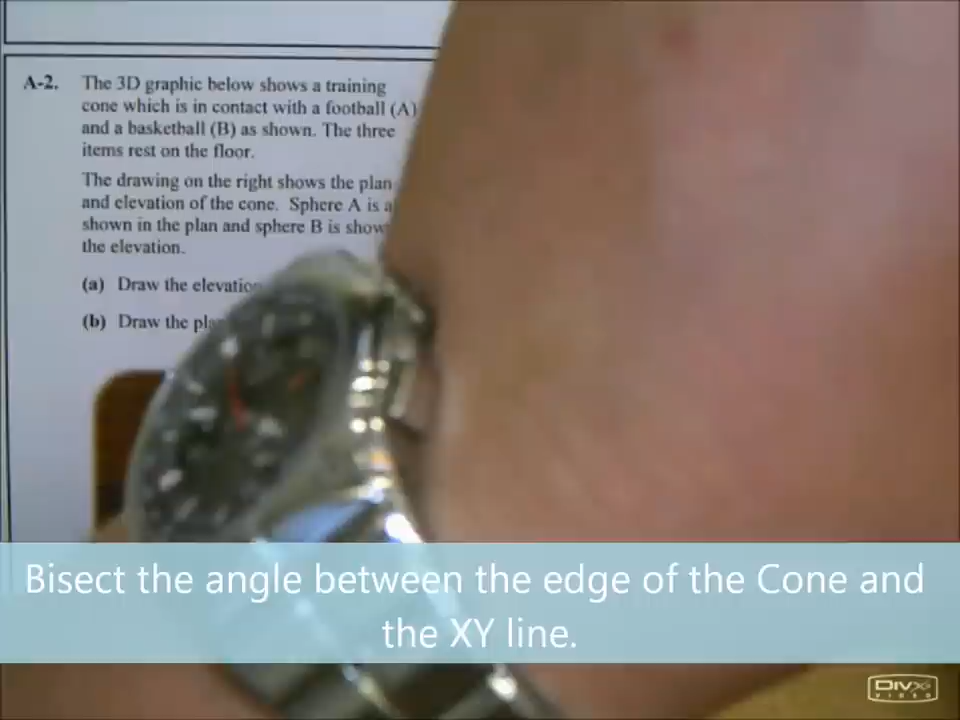 A-2. The 3D graphic below shows a training
cone which is in contact with a football (A)
and a basketball (B) as shown. The three
items rest on the floor.
The drawing on the right shows the plan
and elevation of the cone. Sphere A is
shown in the plan and sphere B is
the elevation.
(a) Draw the
(b) Draw the
Bisect the angle between the edge of the Cone and
the XY line.
DIVX
VIDEO